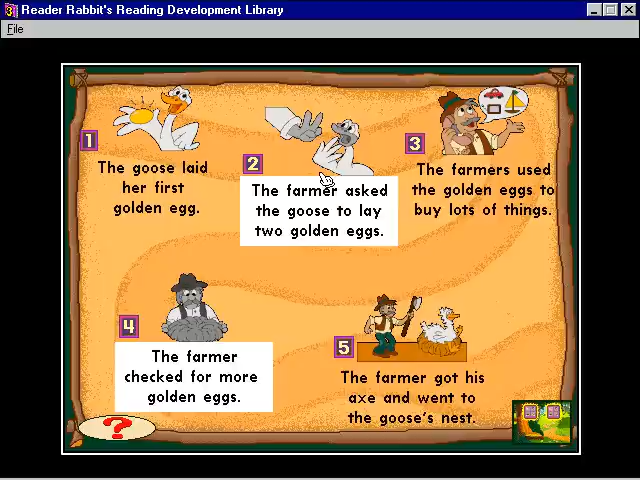 Reader Rabbit's Reading Development Library
File
1
The goose laid
her first
golden egg.
2
The farmer asked
the goose to lay
two golden eggs.
3
The farmers used
the golden eggs to
buy lots of things.
4
The farmer
checked for more
golden eggs.
5
The farmer got his
axe and went to
the goose's nest.
?